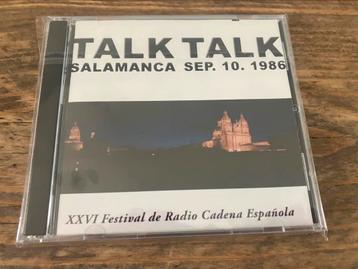 TALK TALK
SALAMANCA SEP. 10. 1986
XXVI Festival de Radio Cadena Española